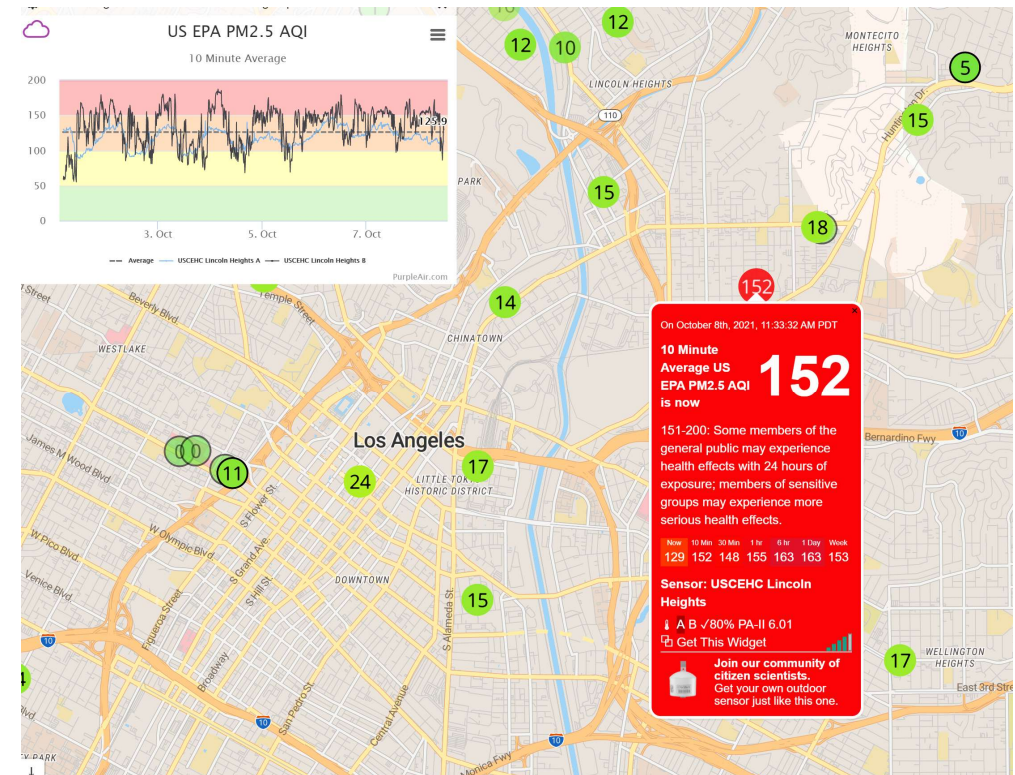 US EPA PM2.5 AQI
10 Minute Average
200
150
100
50
0
125.9
3. Oct
5. Oct
7. Oct
Average
USCEHC Lincoln Heights A
USCEHC Lincoln Heights B
PurpleAir.com
12
12
10
MONTECITO
HEIGHTS
5
LINCOLN HEIGHTS
110
15
Huntington Dr.
PARK
15
18
152
14
Street
Beverly Blvd.
Temple Street
CHINATOWN
WESTLAKE
On October 8th, 2021, 11:33:32 AM PDT
x
10 Minute
Average US
EPA PM2.5 AQI
is now
152
151-200: Some members of the
general public may experience
health effects with 24 hours of
exposure; members of sensitive
groups may experience more
serious health effects.
Now 10 Min 30 Min 1 hr 6 hr 1 Day Week
129 152 148 155 163 163 153
Sensor: USCEHC Lincoln
Heights
A B ✓80% PA-II 6.01
Get This Widget
Join our community of
citizen scientists.
Get your own outdoor
sensor just like this one.
Los Angeles
10
Bernardino Fwy
James M Wood Blvd.
0
0
11
24
17
LITTLE
HISTORIC DISTRICT
S Flower St.
W Olympic Blvd.
W Pico Blvd.
S Grand Ave.
S Hill St.
DOWNTOWN
Venice Blvd.
Figueroa Street
S Alameda St.
15
10
Broadway
San Pedro St.
Central Avenue
17
WELLINGTON
HEIGHTS
East 3rd
10
10
Monica Fwy
PARK